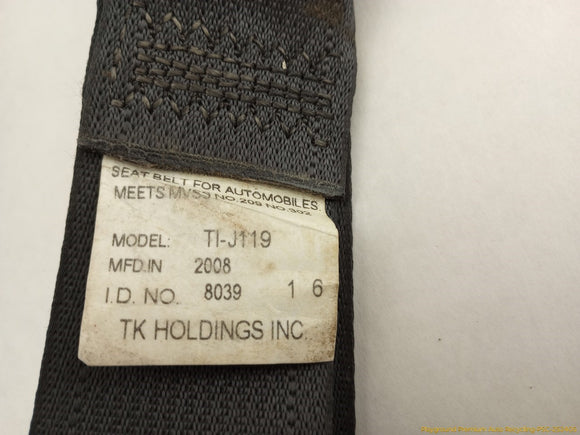 SEAT BELT FOR AUTOMOBILES.
MEETS MVSS NO.209 NO.302
MODEL: TI-J119
MFD.IN 2008
I.D. NO. 8039 1 6
TK HOLDINGS INC.